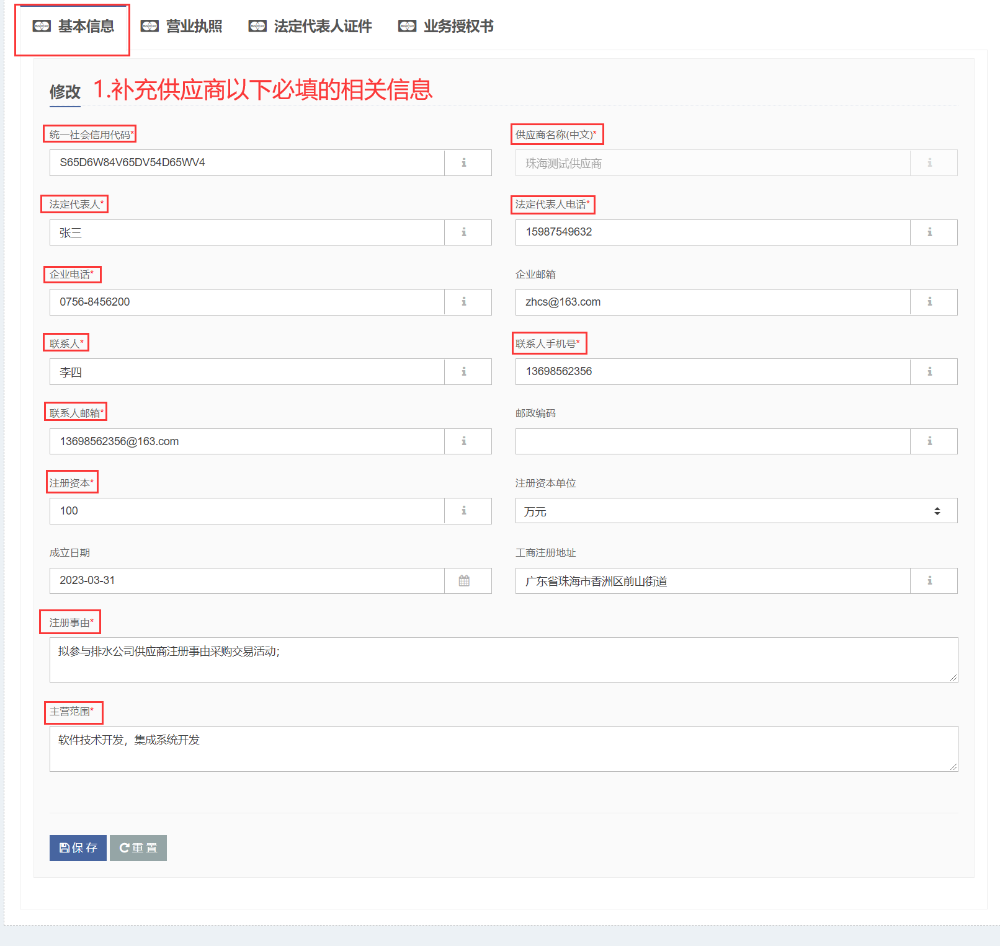 基本信息 营业执照 法定代表人证件 业务授权书
修改 1.补充供应商以下必填的相关信息
统一社会信用代码* 供应商名称(中文)*
S65D6W84V65DV54D65WV4 珠海测试供应商
法定代表人* 法定代表人电话*
张三 15987549632
企业电话* 企业邮箱
0756-8456200 zhcs@163.com
联系人* 联系人手机号*
李四 13698562356
联系人邮箱* 邮政编码
13698562356@163.com
注册资本* 注册资本单位
100 万元
成立日期 工商注册地址
2023-03-31 广东省珠海市香洲区前山街道
注册事由*
拟参与排水公司供应商注册事由采购交易活动；
主营范围*
软件技术开发，集成系统开发
保存 重置